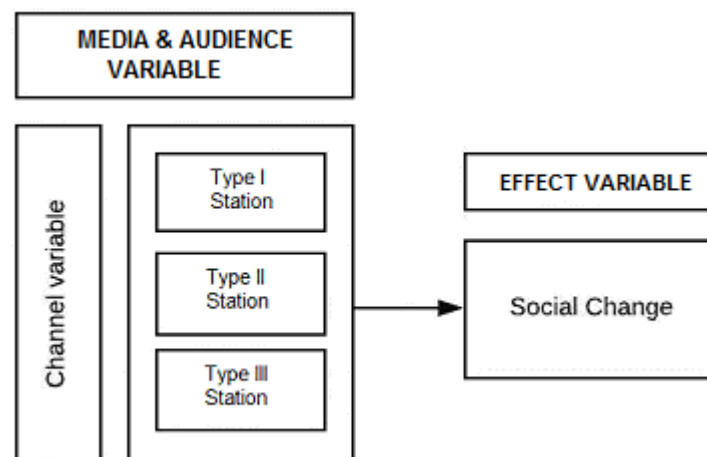 MEDIA & AUDIENCE
VARIABLE
Channel variable
Type I
Station
Type II
Station
Type III
Station
EFFECT VARIABLE
Social Change